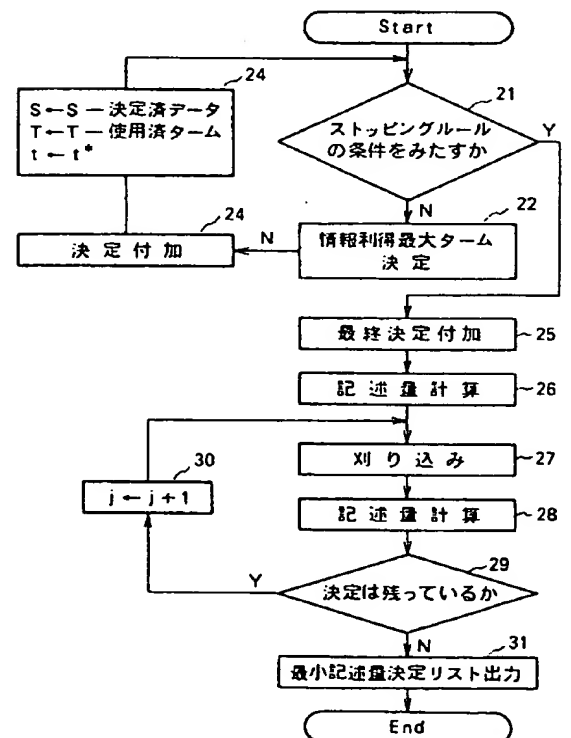 Start
24
S←S－決定済データ
T←T－使用済ターム
t←t*
21
ストッピングルール
の条件をみたすか
Y
N
24
決定付加
N
22
情報利得最大ターム
決定
最終決定付加
25
記述量計算
26
30
j←j+1
刈り込み
27
記述量計算
28
29
Y
決定は残っているか
N
31
最小記述量決定リスト出力
End